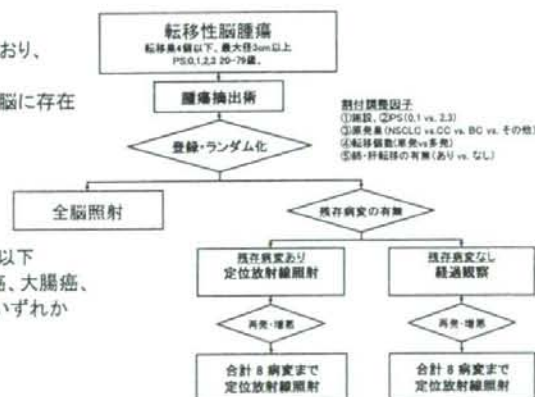 転移性脳腫瘍
転移巣4個以下、最大径3cm以上
PS:0,1,2,3 20-79歳。
おり、
脳に存在
腫瘍摘出術
登録・ランダム化
割付調整因子
①施設、②PS(0,1 vs. 2,3)
③原発巣(NSCLC vs.CC vs. BC vs. その他)
④転移個数(単発vs多発)
⑤肺・肝転移の有無(あり vs. なし)
全脳照射
残存病変の有無
以下
、大腸癌、
いずれか
残存病変あり
定位放射線照射
残存病変なし
経過観察
再発・増悪
再発・増悪
合計 8 病変まで
定位放射線照射
合計 8 病変まで
定位放射線照射